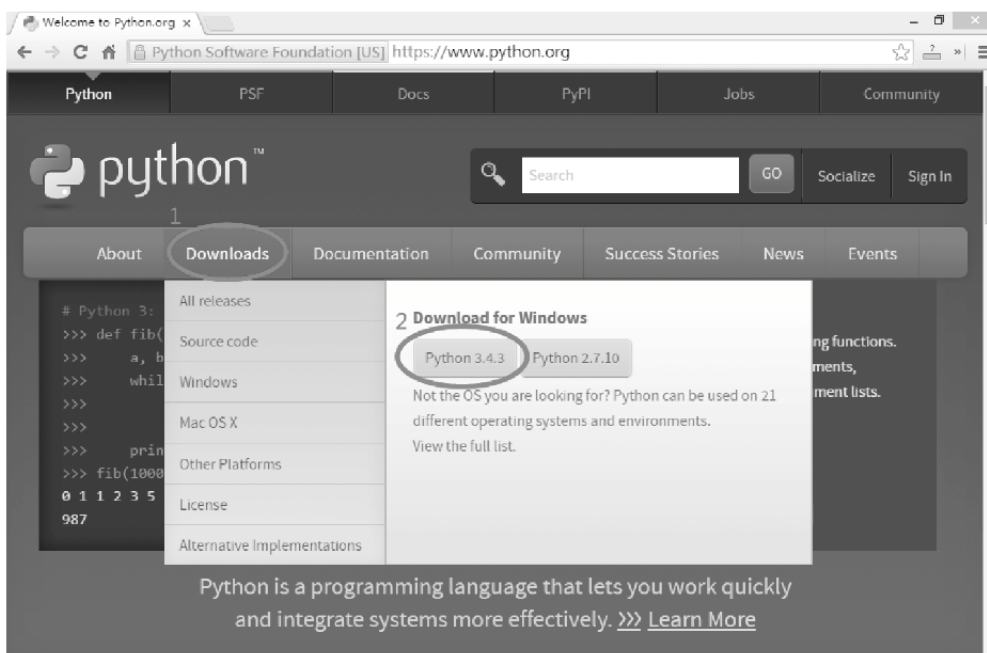 Welcome to Python.org x
Python Software Foundation [US] https://www.python.org
Python PSF Docs PyPI Jobs Community
python™
Search GO Socialize Sign In
1
About Downloads Documentation Community Success Stories News Events
All releases
Source code
Windows
Mac OS X
Other Platforms
License
Alternative Implementations
2 Download for Windows
Python 3.4.3 Python 2.7.10
Not the OS you are looking for? Python can be used on 21
different operating systems and environments.
View the full list.
# Python 3:
>>> def fib(
>>> a, b
>>> whil
>>>
>>>
>>> prin
>>> fib(1000
0 1 1 2 3 5
987
ng functions.
ments,
ment lists.
Python is a programming language that lets you work quickly
and integrate systems more effectively. >>> Learn More